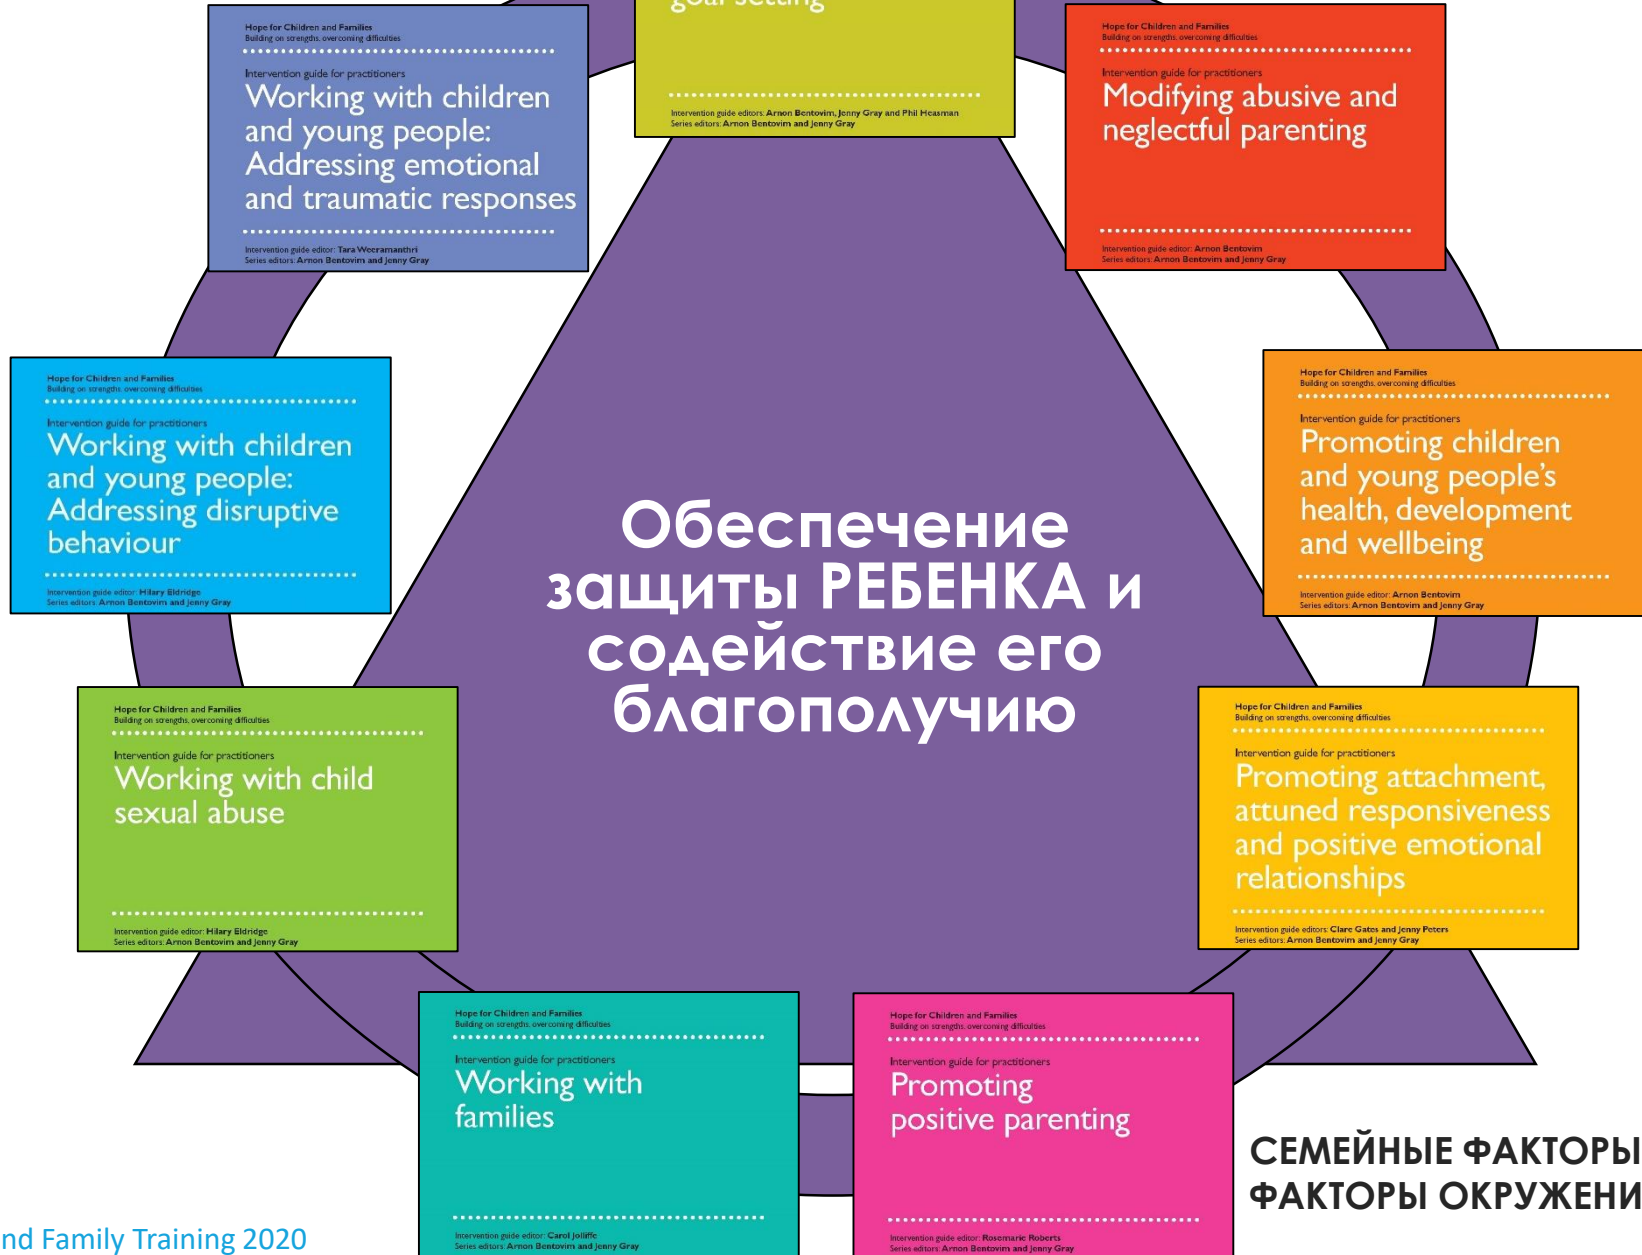 goal setting
Intervention guide editors: Arnon Bentovim, Jenny Gray and Phil Heasman
Series editors: Arnon Bentovim and Jenny Gray
Hope for Children and Families
Building on strengths, overcoming difficulties
Intervention guide for practitioners
Working with children
and young people:
Addressing emotional
and traumatic responses
Intervention guide editor: Tara Weeramanthri
Series editors: Arnon Bentovim and Jenny Gray
Hope for Children and Families
Building on strengths, overcoming difficulties
Intervention guide for practitioners
Modifying abusive and
neglectful parenting
Intervention guide editor: Arnon Bentovim
Series editors: Arnon Bentovim and Jenny Gray
Hope for Children and Families
Building on strengths, overcoming difficulties
Intervention guide for practitioners
Working with children
and young people:
Addressing disruptive
behaviour
Intervention guide editor: Hilary Eldridge
Series editors: Arnon Bentovim and Jenny Gray
Hope for Children and Families
Building on strengths, overcoming difficulties
Intervention guide for practitioners
Promoting children
and young people's
health, development
and wellbeing
Intervention guide editor: Arnon Bentovim
Series editors: Arnon Bentovim and Jenny Gray
Обеспечение
защиты РЕБЕНКА и
содействие его
благополучию
Hope for Children and Families
Building on strengths, overcoming difficulties
Intervention guide for practitioners
Working with child
sexual abuse
Intervention guide editor: Hilary Eldridge
Series editors: Arnon Bentovim and Jenny Gray
Hope for Children and Families
Building on strengths, overcoming difficulties
Intervention guide for practitioners
Promoting attachment,
attuned responsiveness
and positive emotional
relationships
Intervention guide editors: Clare Gates and Jenny Peters
Series editors: Arnon Bentovim and Jenny Gray
Hope for Children and Families
Building on strengths, overcoming difficulties
Intervention guide for practitioners
Working with
families
Intervention guide editor: Carol Jolliffe
Series editors: Arnon Bentovim and Jenny Gray
Hope for Children and Families
Building on strengths, overcoming difficulties
Intervention guide for practitioners
Promoting
positive parenting
Intervention guide editor: Rosemarie Roberts
Series editors: Arnon Bentovim and Jenny Gray
СЕМЕЙНЫЕ ФАКТОРЫ
ФАКТОРЫ ОКРУЖЕНИ
nd Family Training 2020